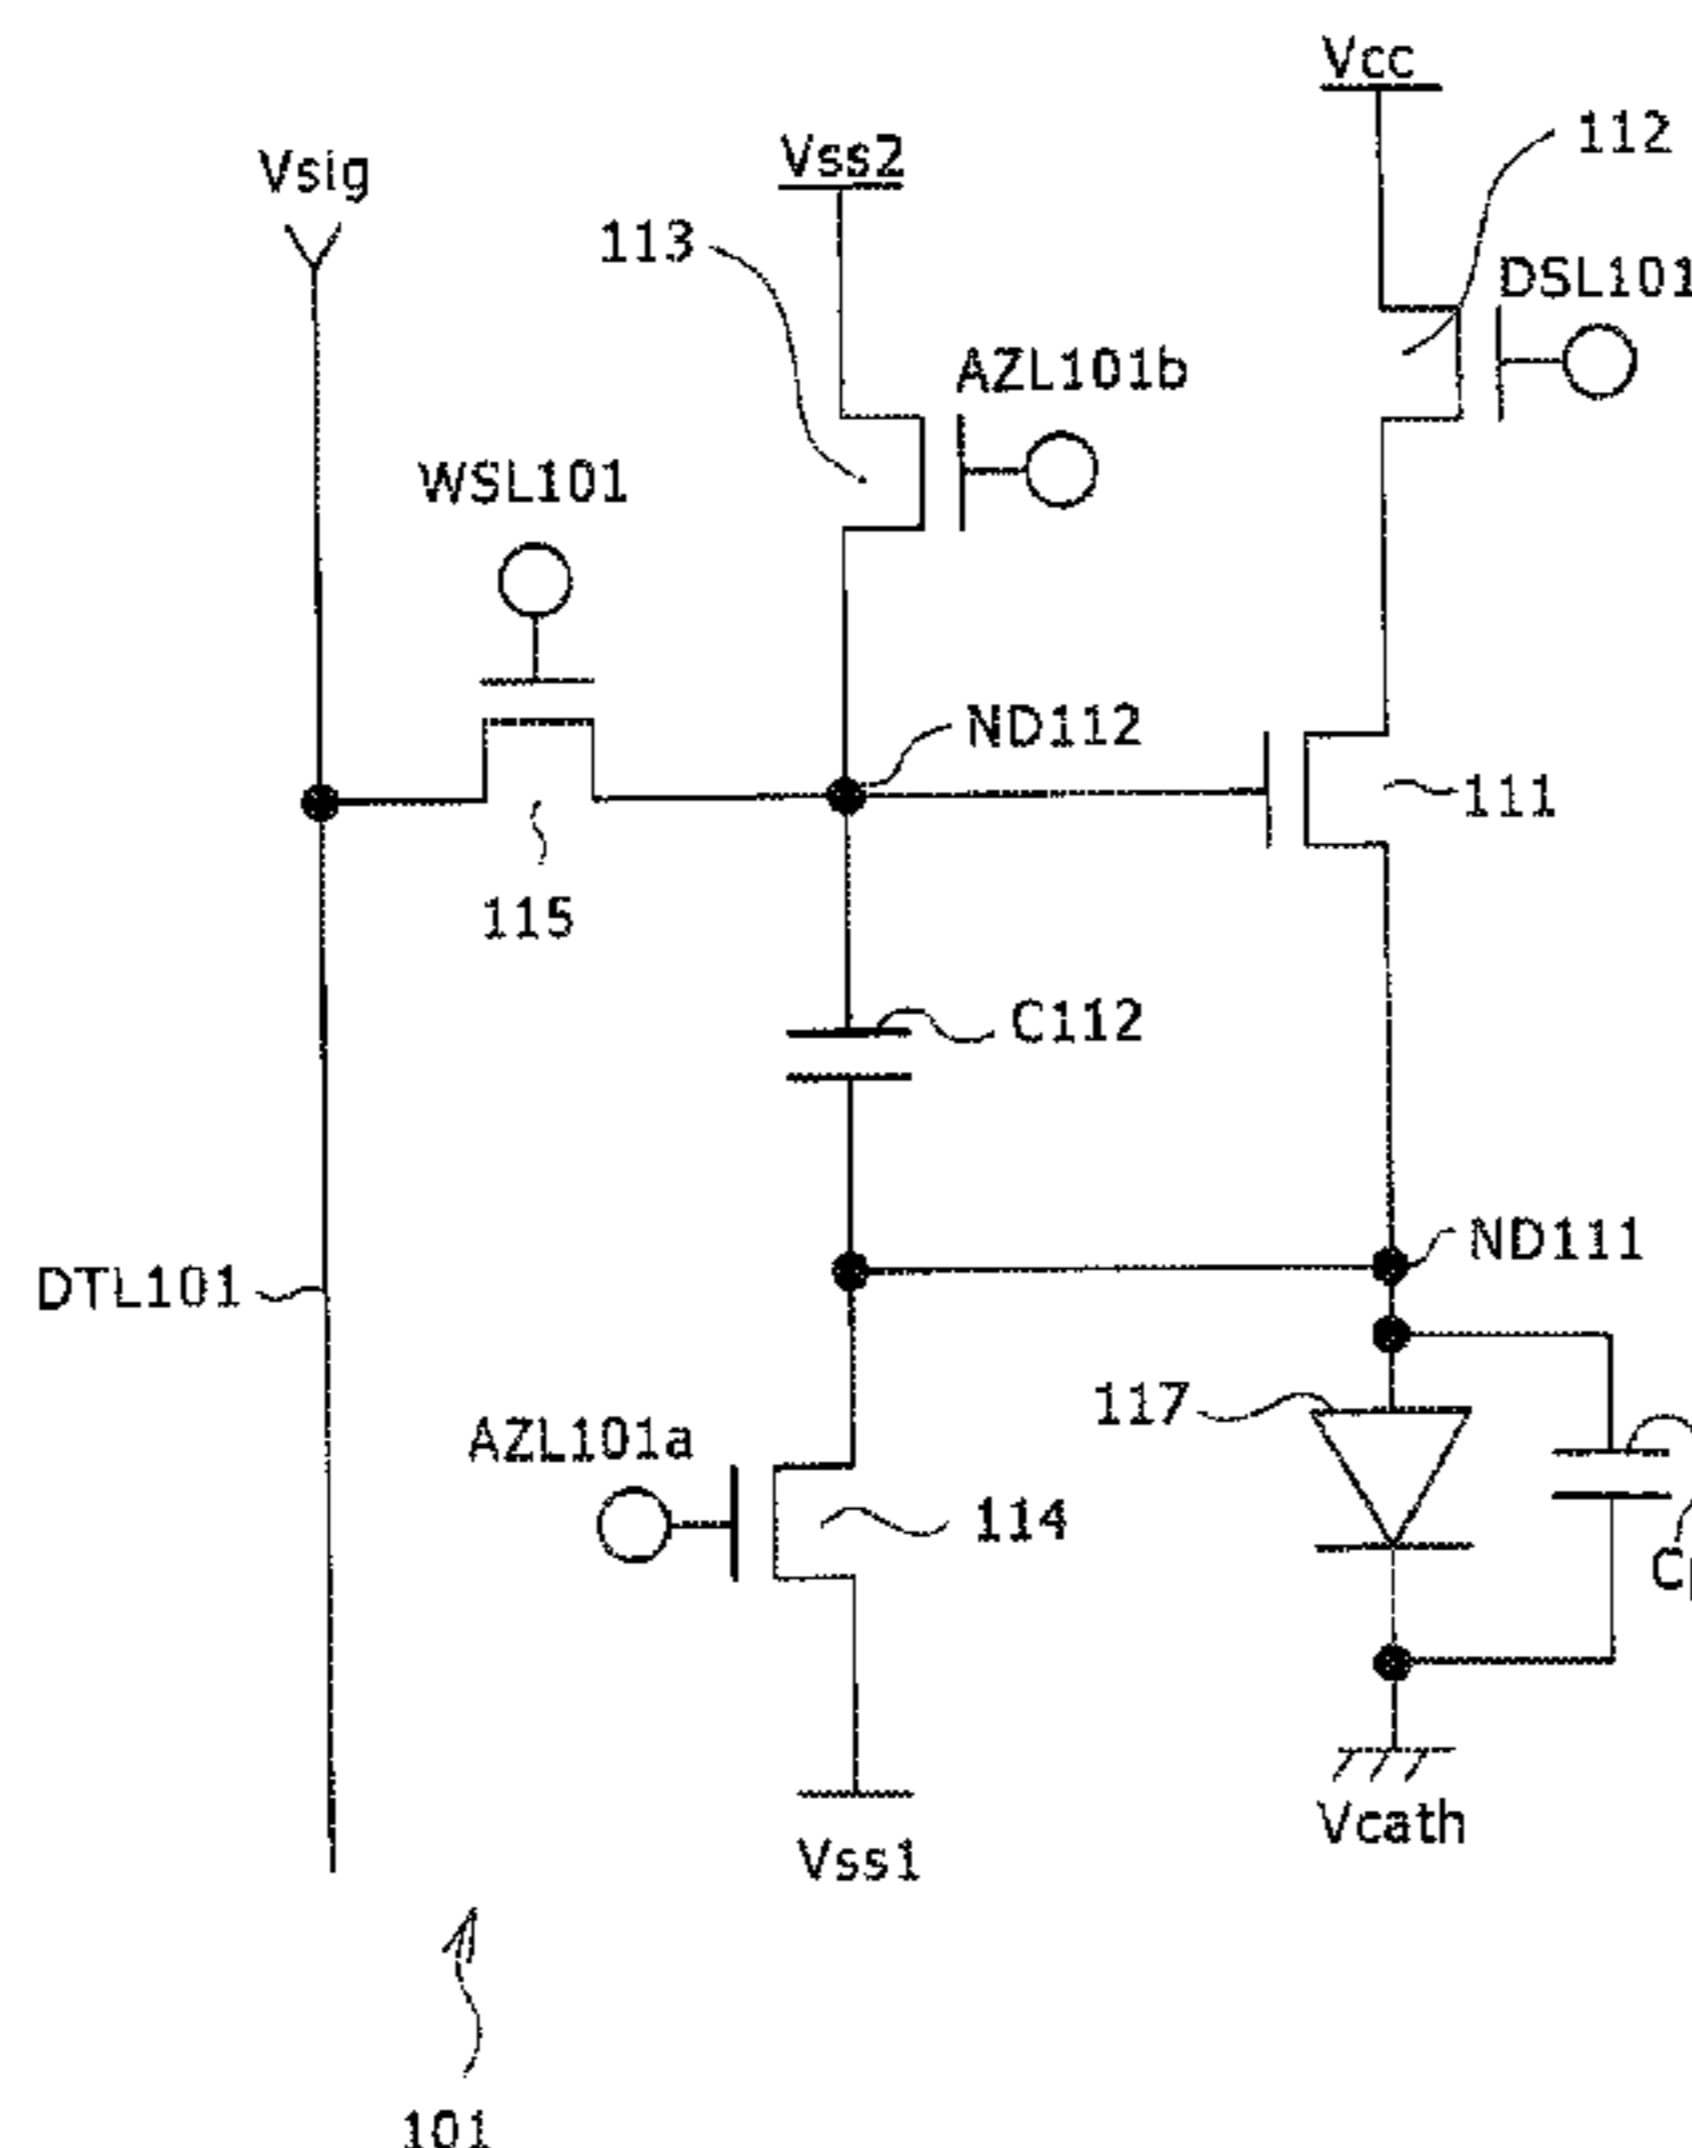 Vcc
112
Vsig
Vss2
113
DSL101
AZL101b
WSL101
ND112
111
115
C112
ND111
DTL101
117
AZL101a
114
Vcath
Vss1
101